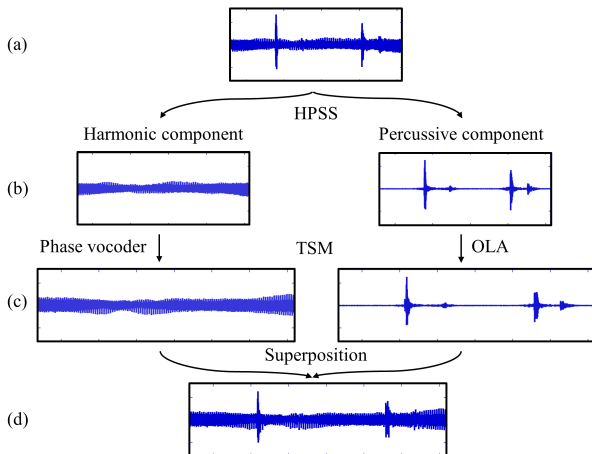 (a)
HPSS
Harmonic component
Percussive component
(b)
Phase vocoder
TSM
OLA
(c)
Superposition
(d)